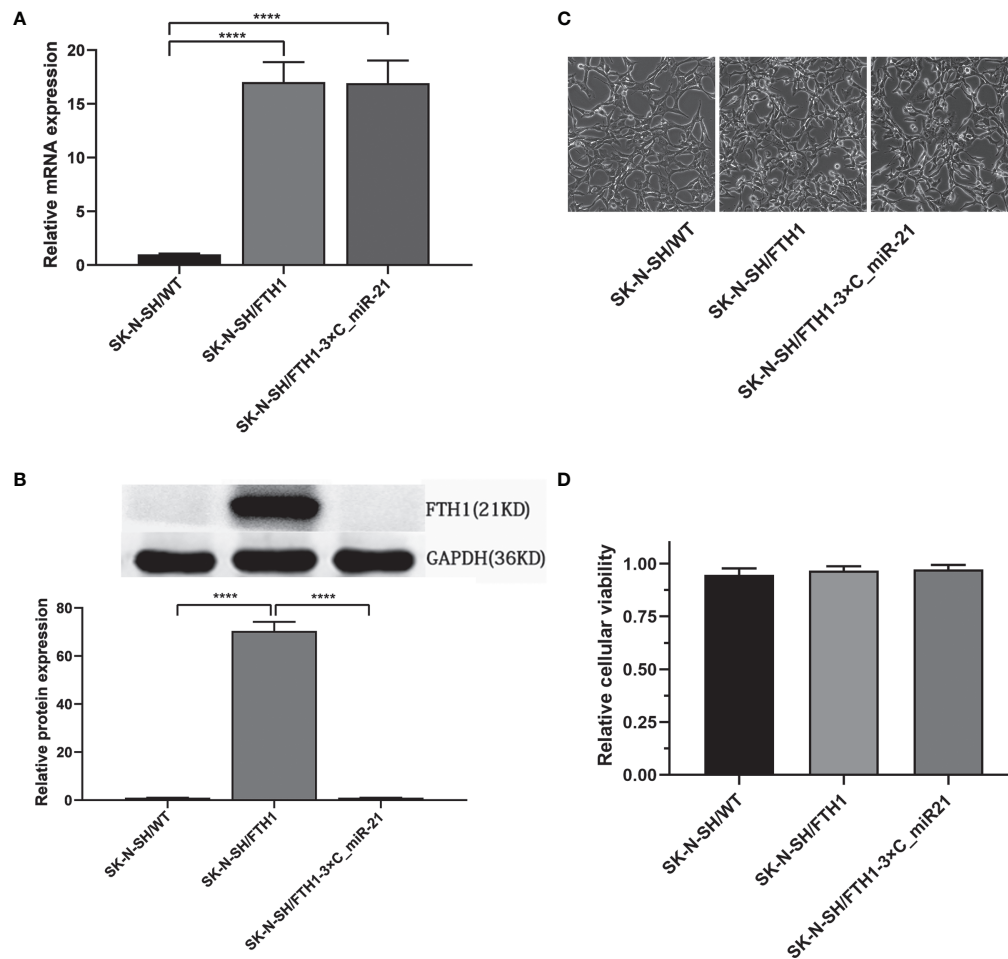 A
****
****
Relative mRNA expression
20
15
10
5
0
SK-N-SH/WT
SK-N-SH/FTH1
SK-N-SH/FTH1-3×C_miR-21
C
SK-N-SH/WT
SK-N-SH/FTH1
SK-N-SH/FTH1-3×C_miR-21
B
FTH1(21KD)
GAPDH(36KD)
****
****
Relative protein expression
80
60
40
20
0
SK-N-SH/WT
SK-N-SH/FTH1
SK-N-SH/FTH1-3×C_miR-21
D
Relative cellular viability
1.00
0.75
0.50
0.25
0.00
SK-N-SH/WT
SK-N-SH/FTH1
SK-N-SH/FTH1-3×C_miR21